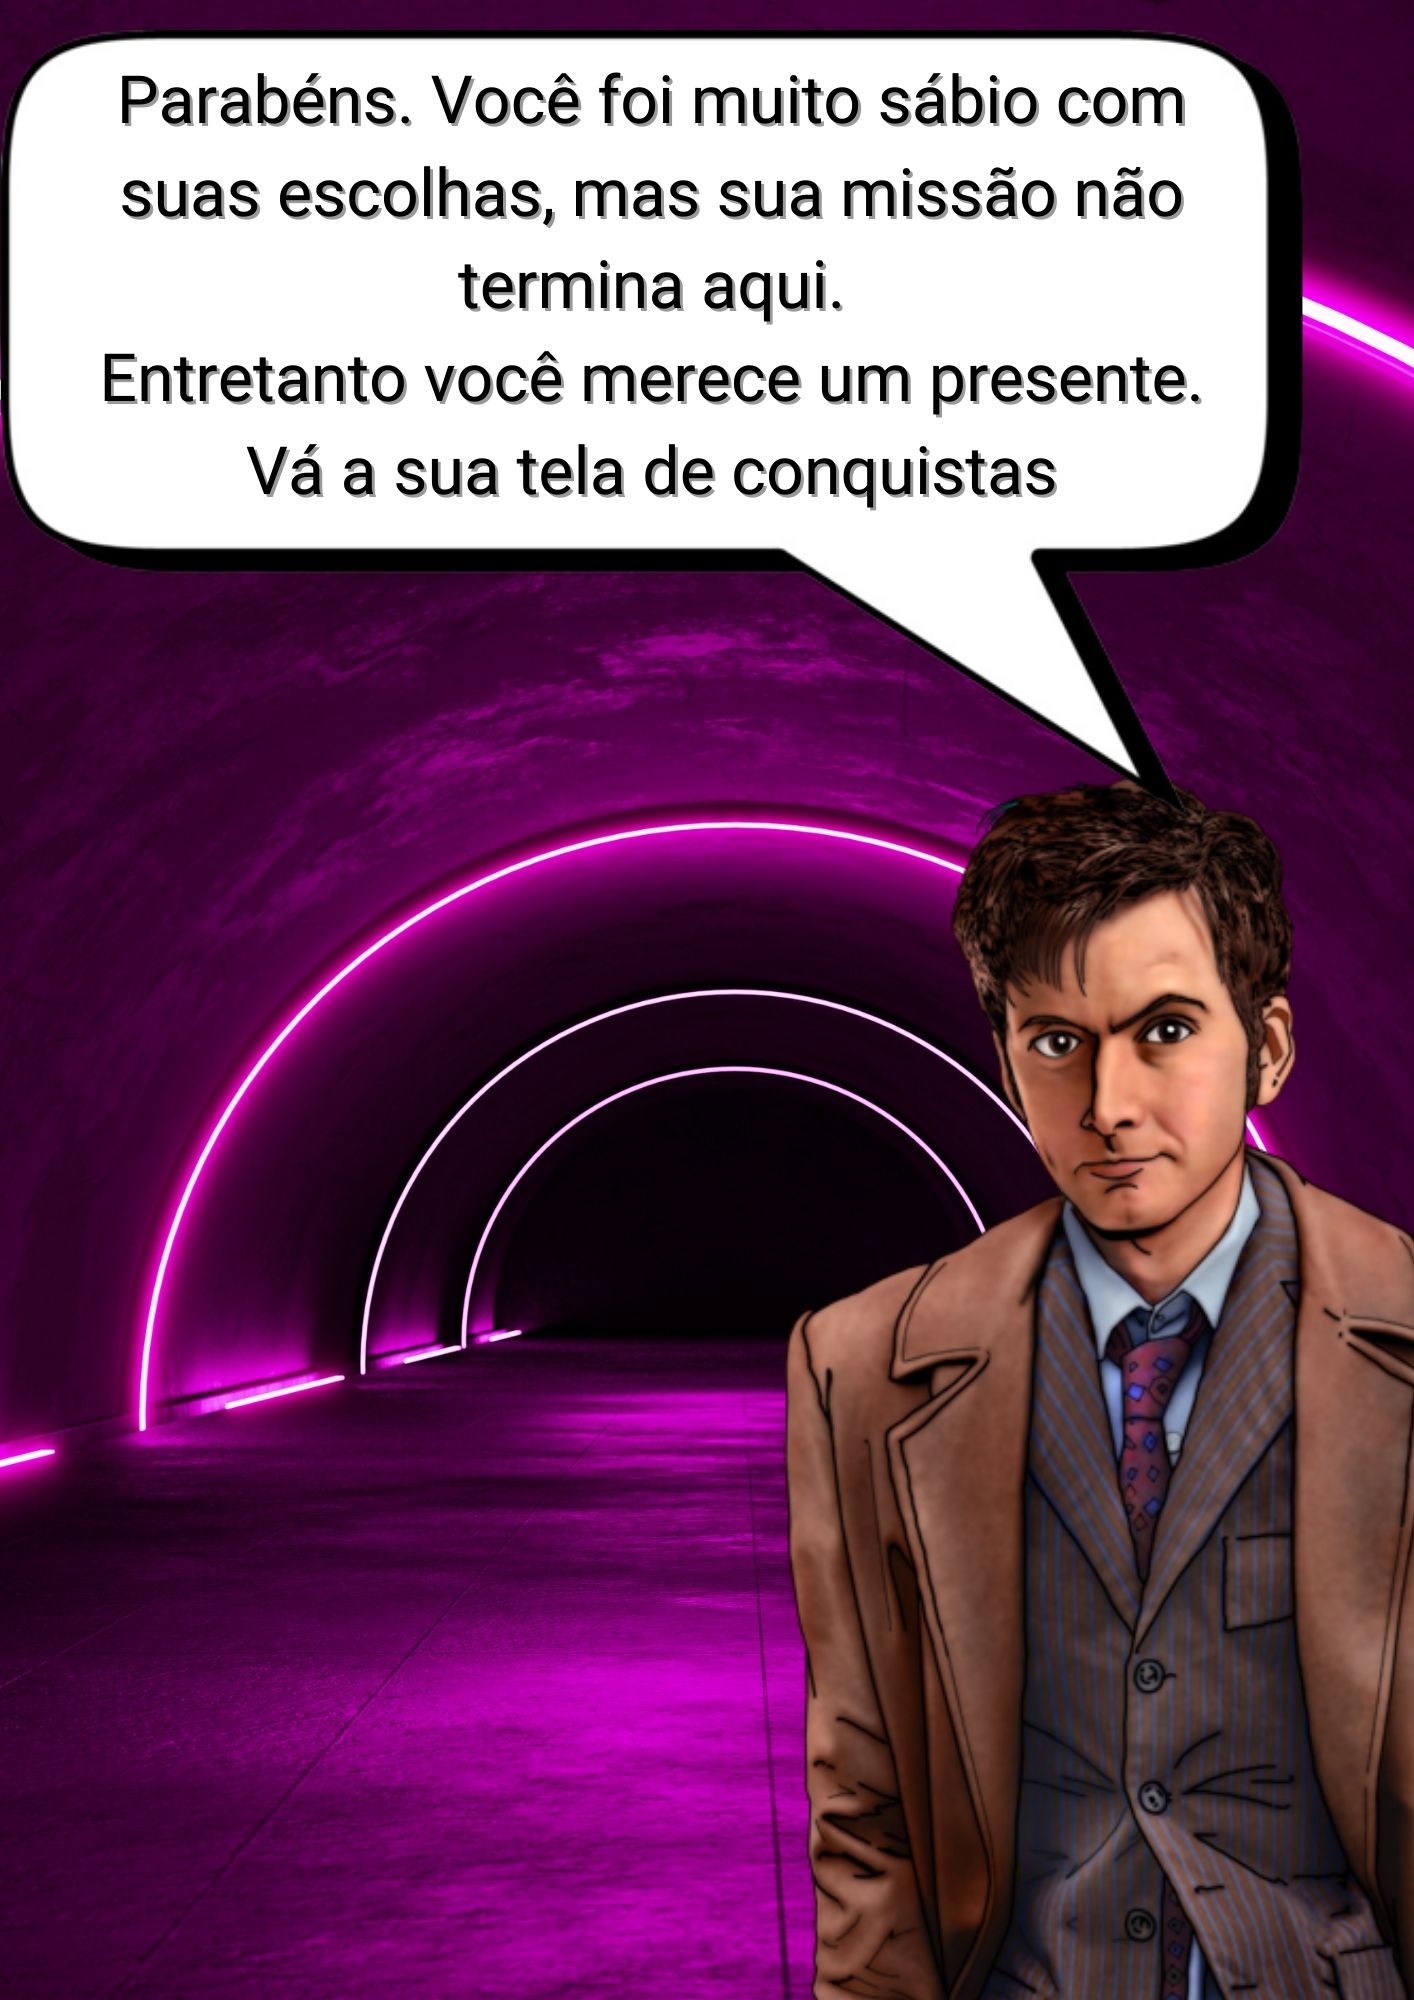 Parabéns. Você foi muito sábio com
suas escolhas, mas sua missão não
termina aqui.
Entretanto você merece um presente.
Vá a sua tela de conquistas